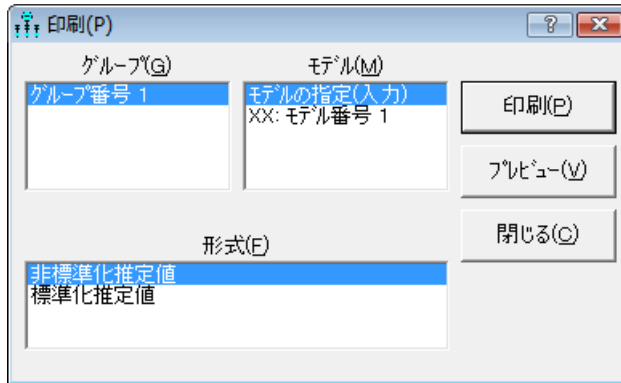 印刷(P)
グループ(G)
モデル(M)
グループ番号 1
モデルの指定(入力)
XX: モデル番号 1
印刷(P)
プレビュー(V)
閉じる(C)
形式(F)
非標準化推定値
標準化推定値